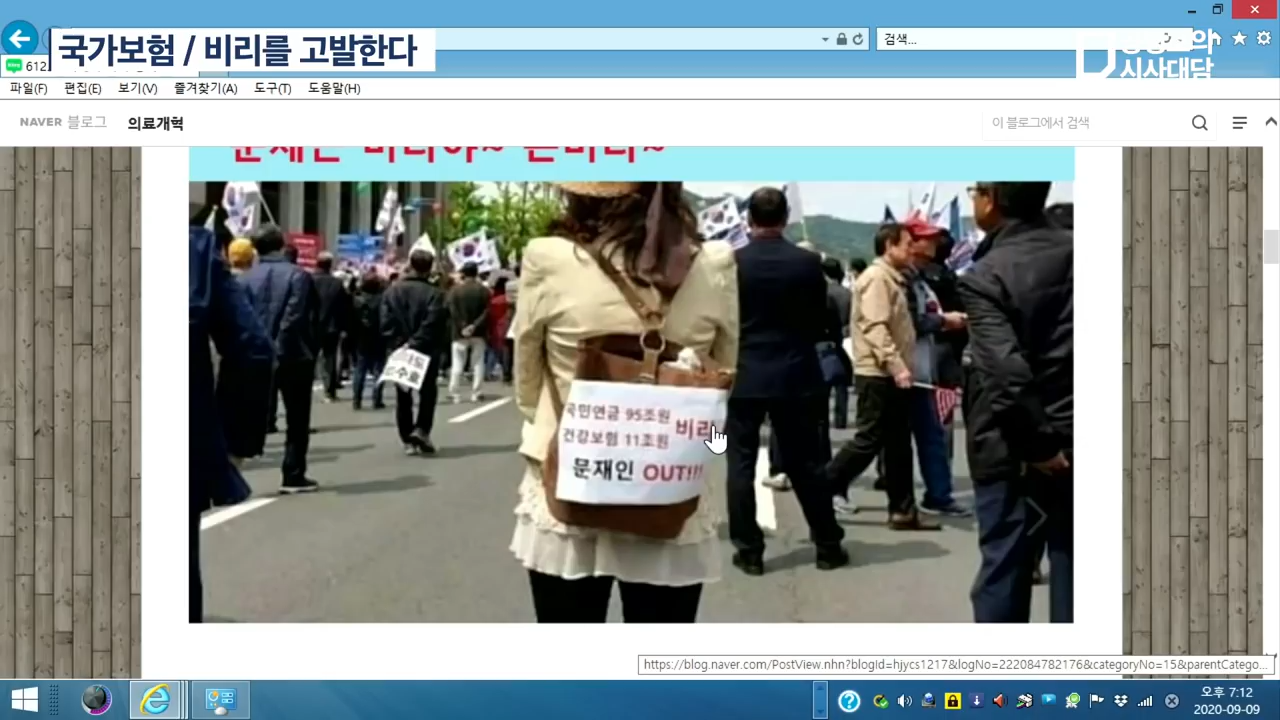 국가보험 / 비리를 고발한다
시사대담
검색...
612
파일(F) 편집(E) 보기(V) 즐겨찾기(A) 도구(T) 도움말(H)
NAVER 블로그 의료개혁
이 블로그에서 검색
국민연금 95조원
건강보험 11조원
비리
문재인 OUT!!!
https://blog.naver.com/PostView.nhn?blogId=hjycs1217&logNo=222084782176&categoryNo=15&parentCatego...
오후 7:12
2020-09-09